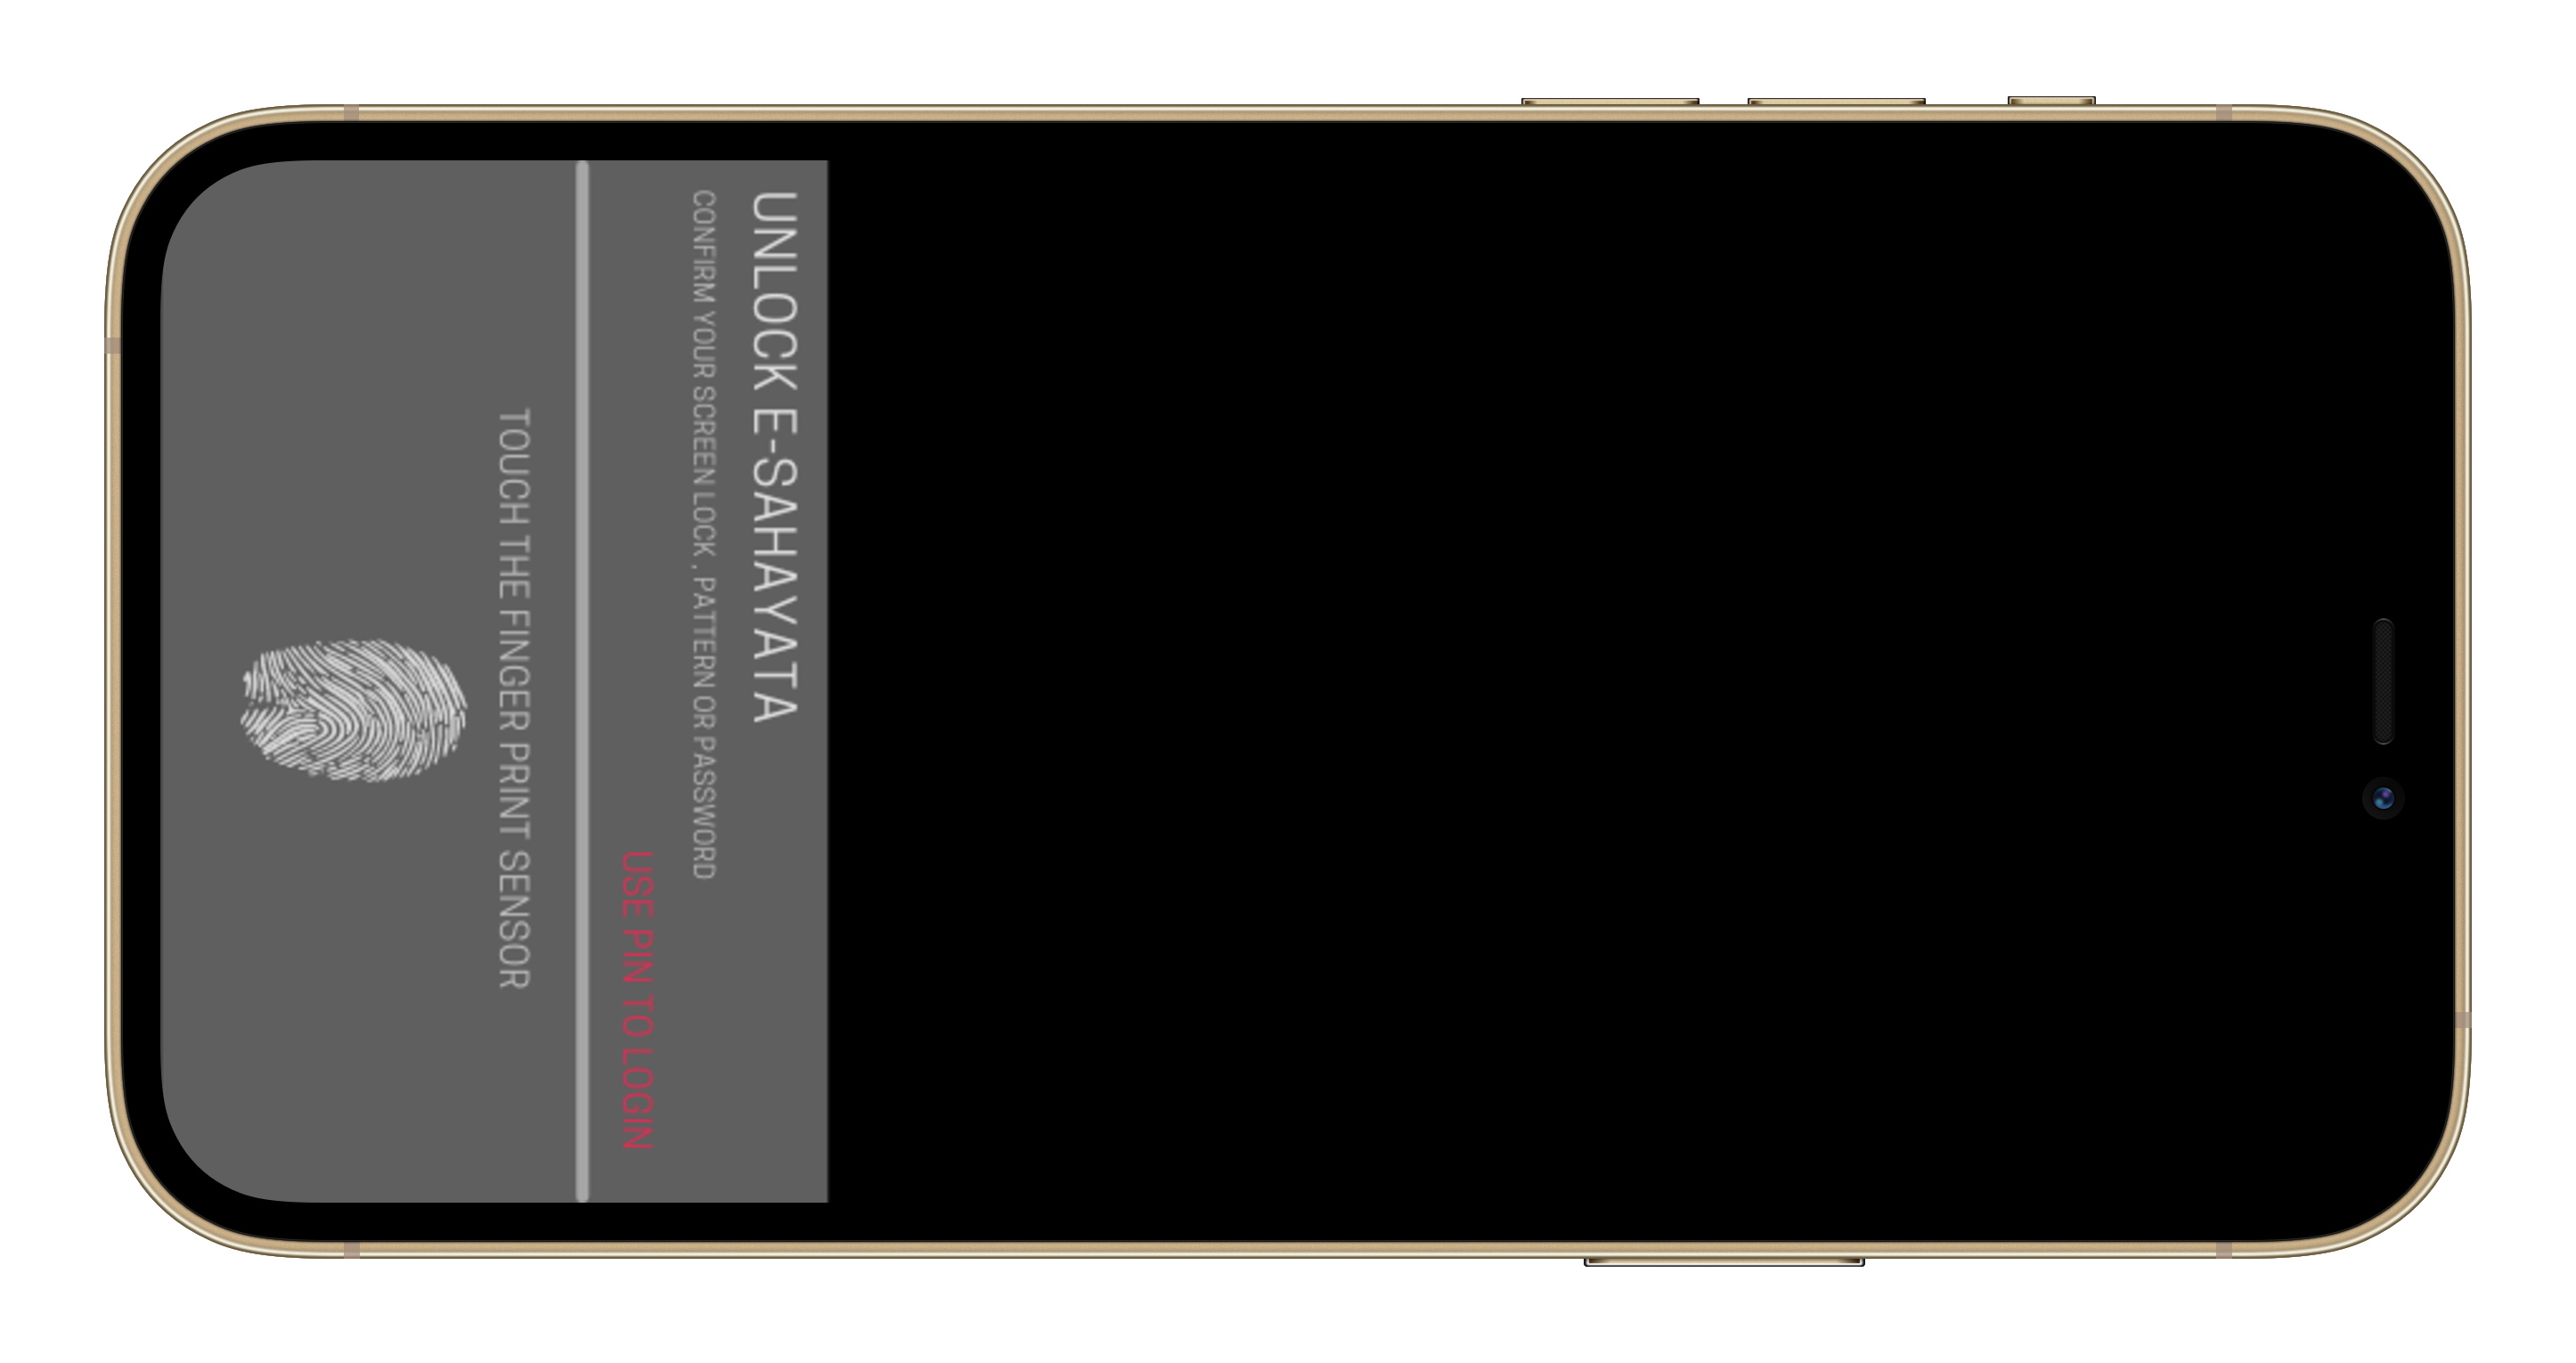 UNLOCK E-SAHAYATA
CONFIRM YOUR SCREEN LOCK , PATTERN OR PASSWORD
USE PIN TO LOGIN
TOUCH THE FINGER PRINT SENSOR